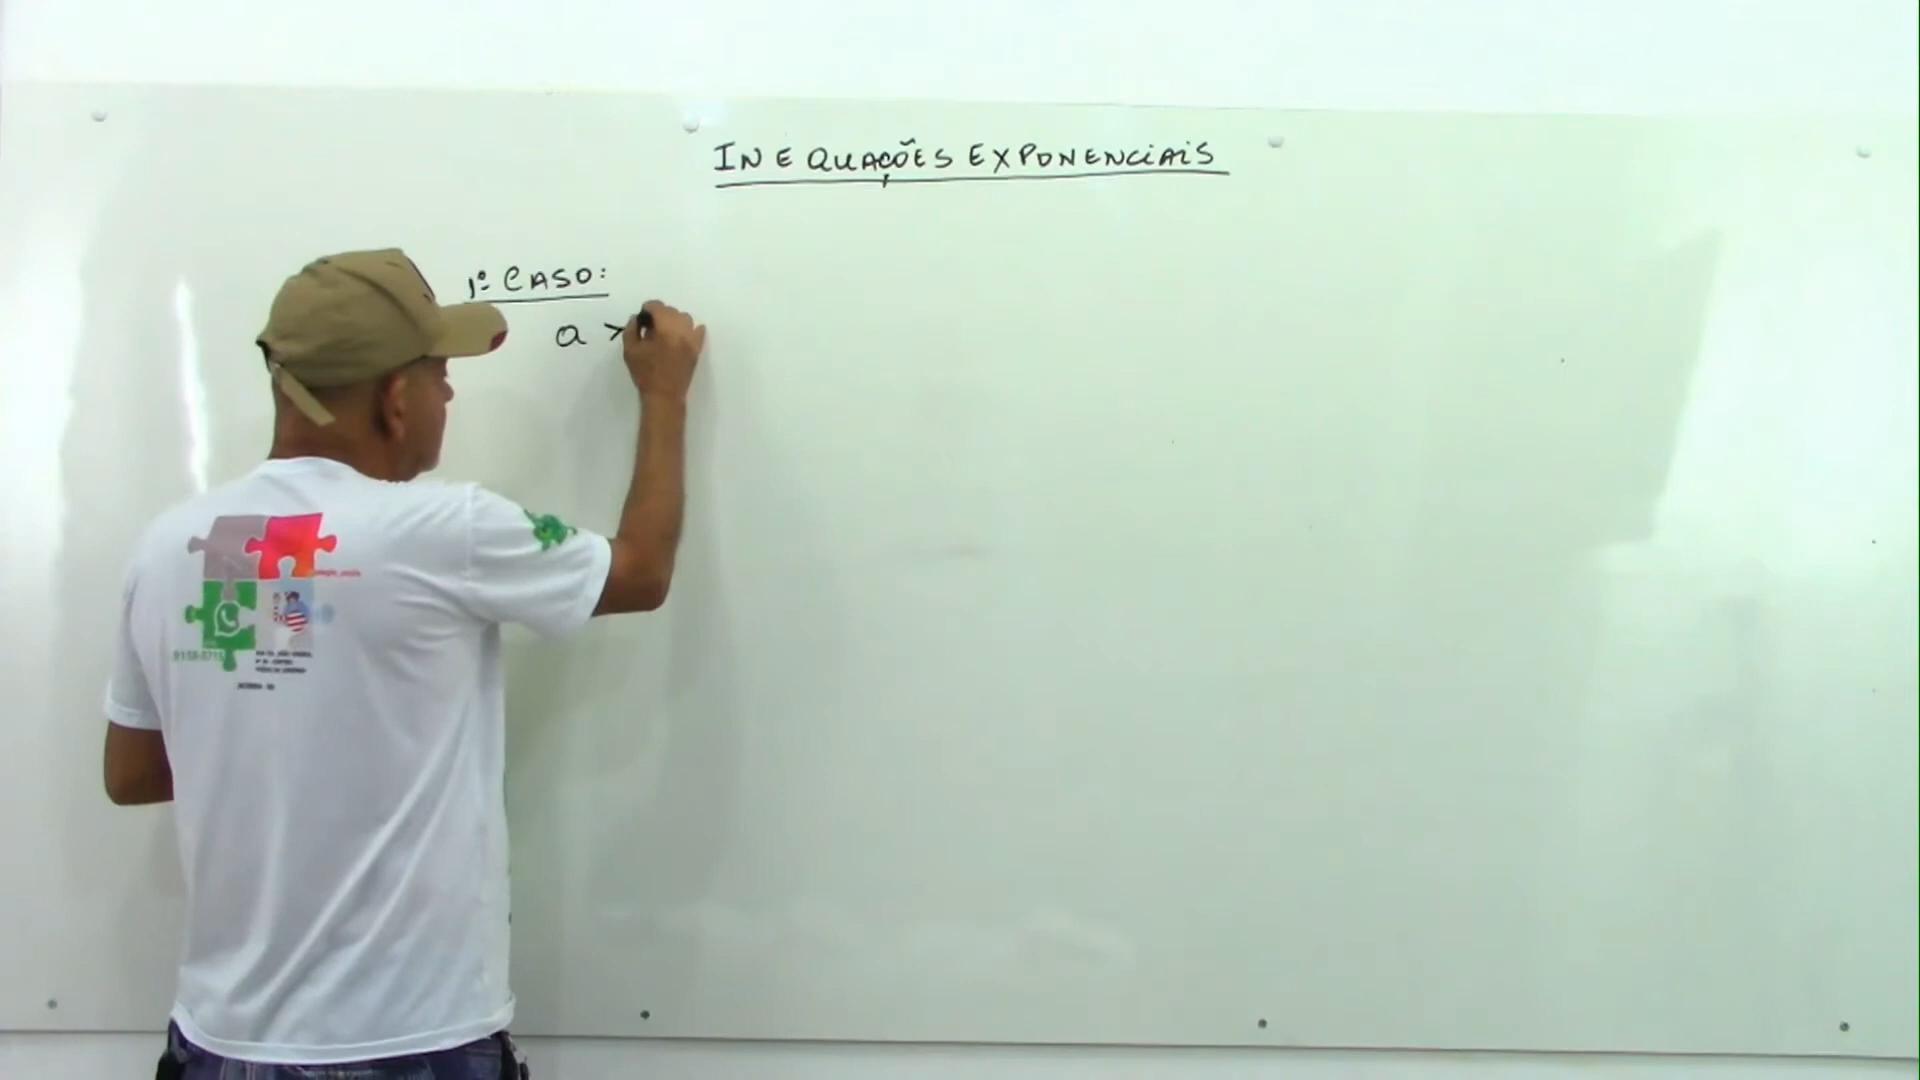 INEQUAÇÕES EXPONENCIAIS
1º CASO:
a >